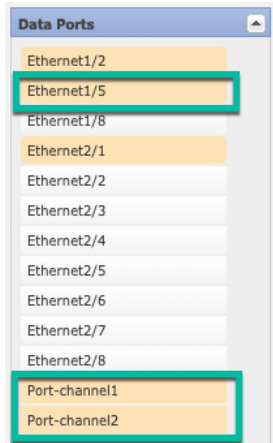 Data Ports
Ethernet1/2
Ethernet1/5
Ethernet1/8
Ethernet2/1
Ethernet2/2
Ethernet2/3
Ethernet2/4
Ethernet2/5
Ethernet2/6
Ethernet2/7
Ethernet2/8
Port-channel1
Port-channel2